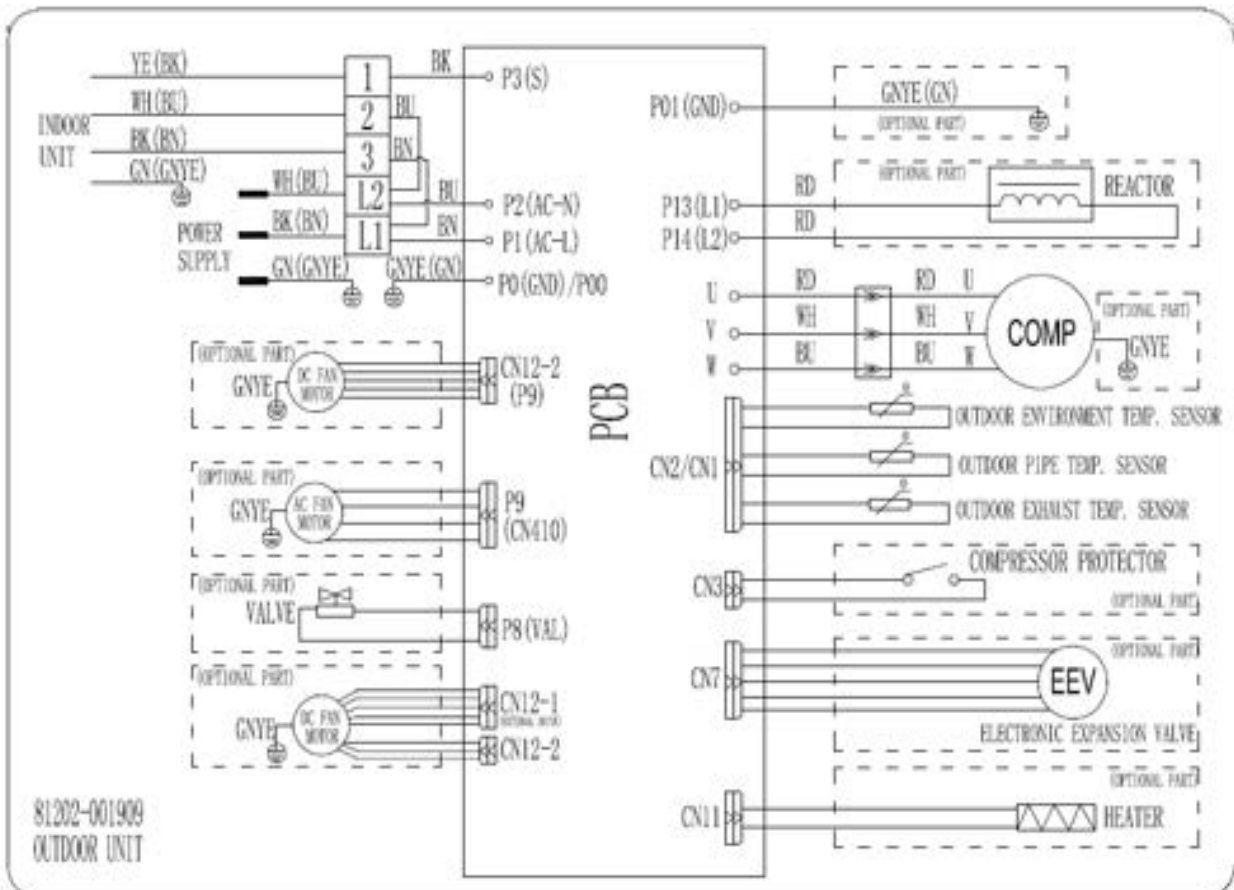 YE(BK)
WH(BU)
BK(BN)
GN(GNYE)
INDOOR
UNIT
1
2
3
L2
L1
BK
BU
BN
BU
BN
P3(S)
P2(AC-N)
P1(AC-L)
P0(GND)/P00
WH(BU)
BK(BN)
GN(GNYE)
GNYE(GN)
POWER
SUPPLY
(OPTIONAL PART)
GNYE
DC FAN
MOTOR
CN12-2
(P9)
(OPTIONAL PART)
GNYE
AC FAN
MOTOR
P9
(CN410)
(OPTIONAL PART)
VALVE
P8(VAL)
(OPTIONAL PART)
GNYE
DC FAN
MOTOR
CN12-1
CN12-2
81202-001909
OUTDOOR UNIT
PCB
P01(GND)
GNYE(GN)
(OPTIONAL PART)
(OPTIONAL PART)
P13(L1)
RD
REACTOR
P14(L2)
RD
U
RD
RD
U
V
WH
WH
V
W
BU
BU
W
COMP
(OPTIONAL PART)
GNYE
CN2/CN1
θ
OUTDOOR ENVIRONMENT TEMP. SENSOR
θ
OUTDOOR PIPE TEMP. SENSOR
θ
OUTDOOR EXHAUST TEMP. SENSOR
CN3
COMPRESSOR PROTECTOR
(OPTIONAL PART)
CN7
(OPTIONAL PART)
EEV
ELECTRONIC EXPANSION VALVE
(OPTIONAL PART)
CN11
HEATER